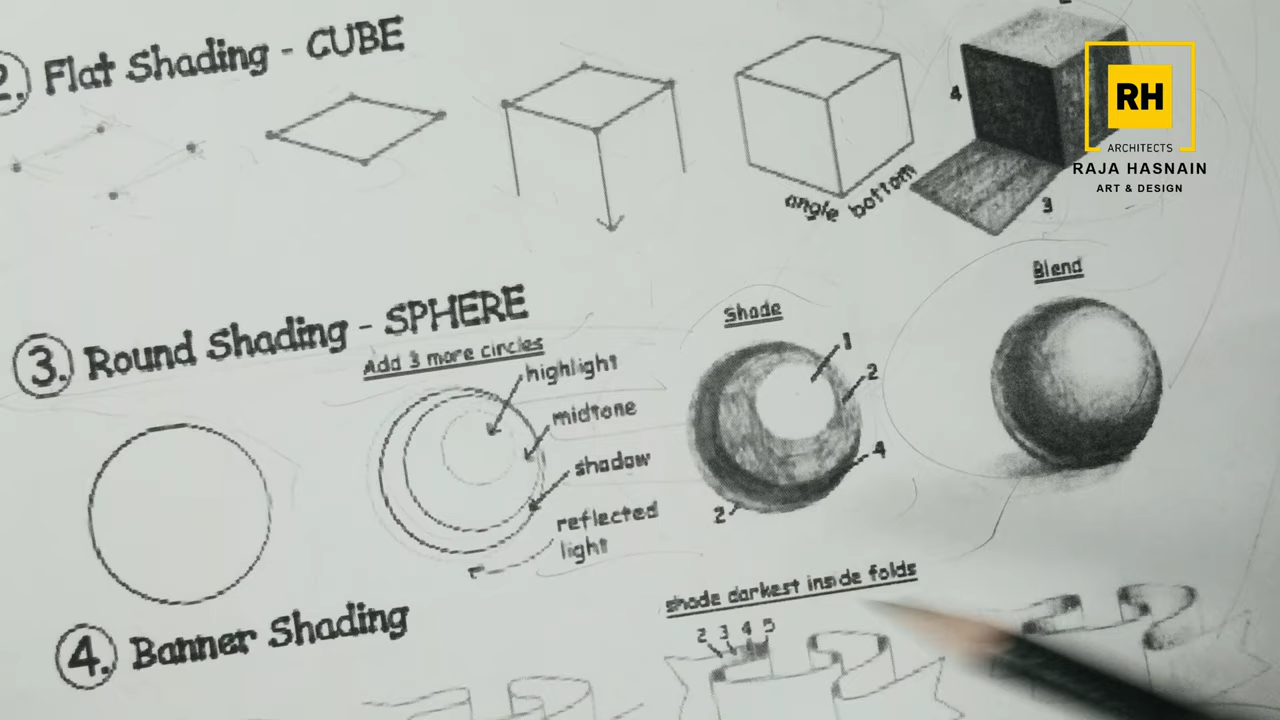 2. Flat Shading - CUBE
4
3
angle bottom
RH
ARCHITECTS
RAJA HASNAIN
ART & DESIGN
3. Round Shading - SPHERE
Add 3 more circles
highlight
midtone
shadow
reflected
light
Shade
1
2
4
2
Blend
4. Banner Shading
shade darkest inside folds
2 3 4 5